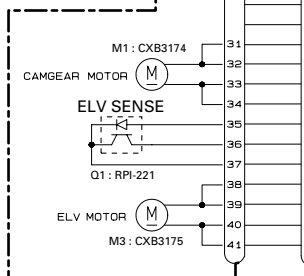 M1 : CXB3174
CAMGEAR MOTOR
M
31
32
33
34
ELV SENSE
35
36
37
Q1 : RPI-221
38
39
40
41
ELV MOTOR
M
M3 : CXB3175